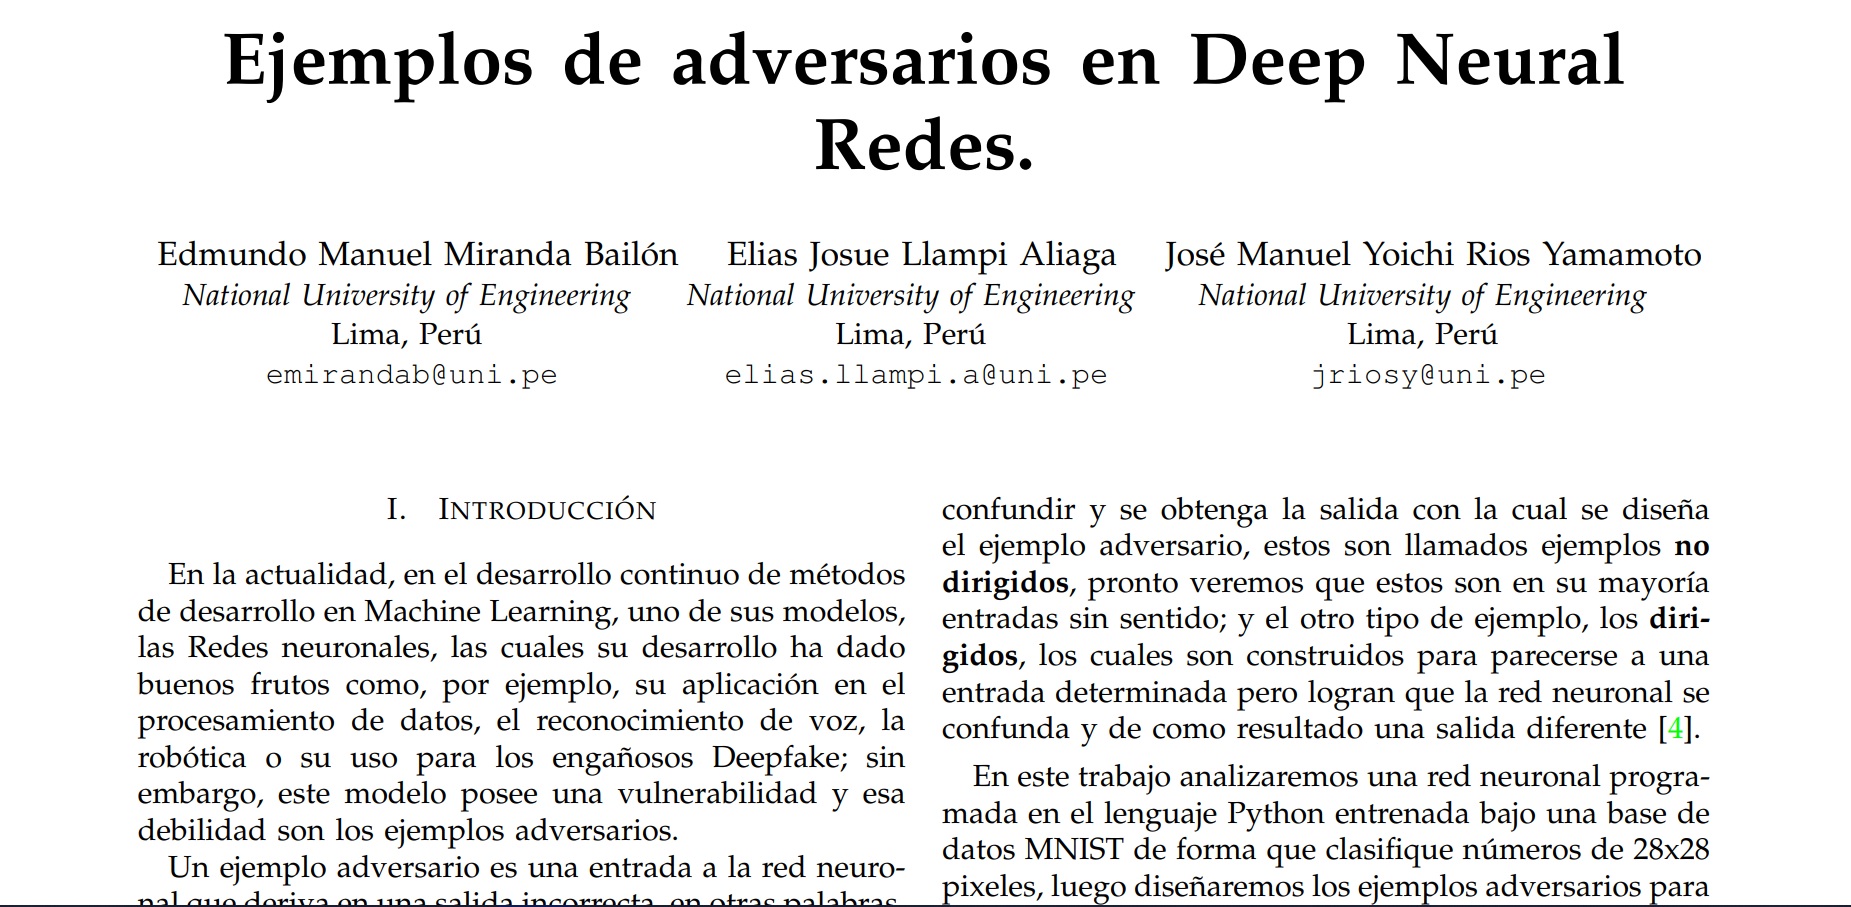 Ejemplos de adversarios en Deep Neural
Redes.
Edmundo Manuel Miranda Bailón
National University of Engineering
Lima, Perú
emirandab@uni.pe
Elias Josue Llampi Aliaga
National University of Engineering
Lima, Perú
elias.llampi.a@uni.pe
José Manuel Yoichi Rios Yamamoto
National University of Engineering
Lima, Perú
jriosy@uni.pe
I. Introducción
En la actualidad, en el desarrollo continuo de métodos
de desarrollo en Machine Learning, uno de sus modelos,
las Redes neuronales, las cuales su desarrollo ha dado
buenos frutos como, por ejemplo, su aplicación en el
procesamiento de datos, el reconocimiento de voz, la
robótica o su uso para los engañosos Deepfake; sin
embargo, este modelo posee una vulnerabilidad y esa
debilidad son los ejemplos adversarios.
Un ejemplo adversario es una entrada a la red neuro-
nal que deriva en una salida incorrecta, en otras palabras,
confundir y se obtenga la salida con la cual se diseña
el ejemplo adversario, estos son llamados ejemplos no
dirigidos, pronto veremos que estos son en su mayoría
entradas sin sentido; y el otro tipo de ejemplo, los diri-
gidos, los cuales son construidos para parecerse a una
entrada determinada pero logran que la red neuronal se
confunda y de como resultado una salida diferente [4].
En este trabajo analizaremos una red neuronal progra-
mada en el lenguaje Python entrenada bajo una base de
datos MNIST de forma que clasifique números de 28x28
pixeles, luego diseñaremos los ejemplos adversarios para